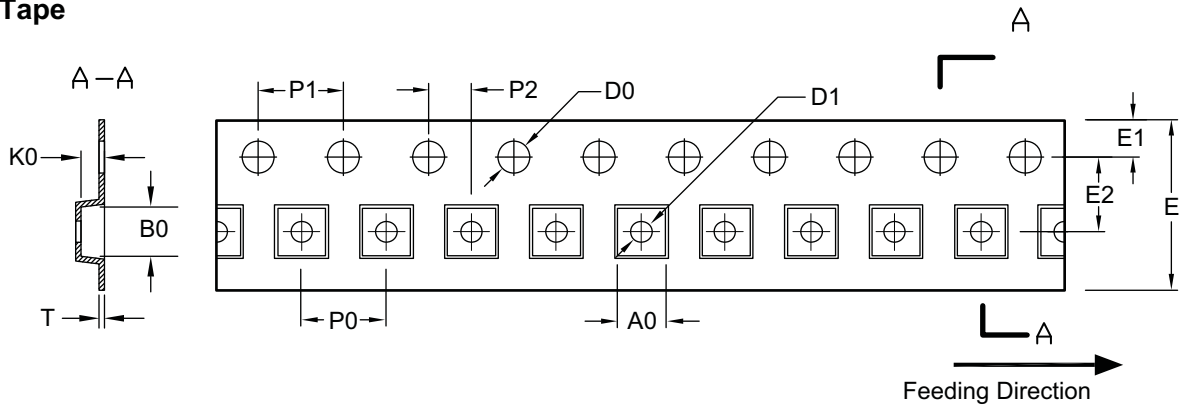 Tape
A
A-A
P1
P2
D0
D1
E1
K0
E2
E
B0
T
P0
A0
A
Feeding Direction